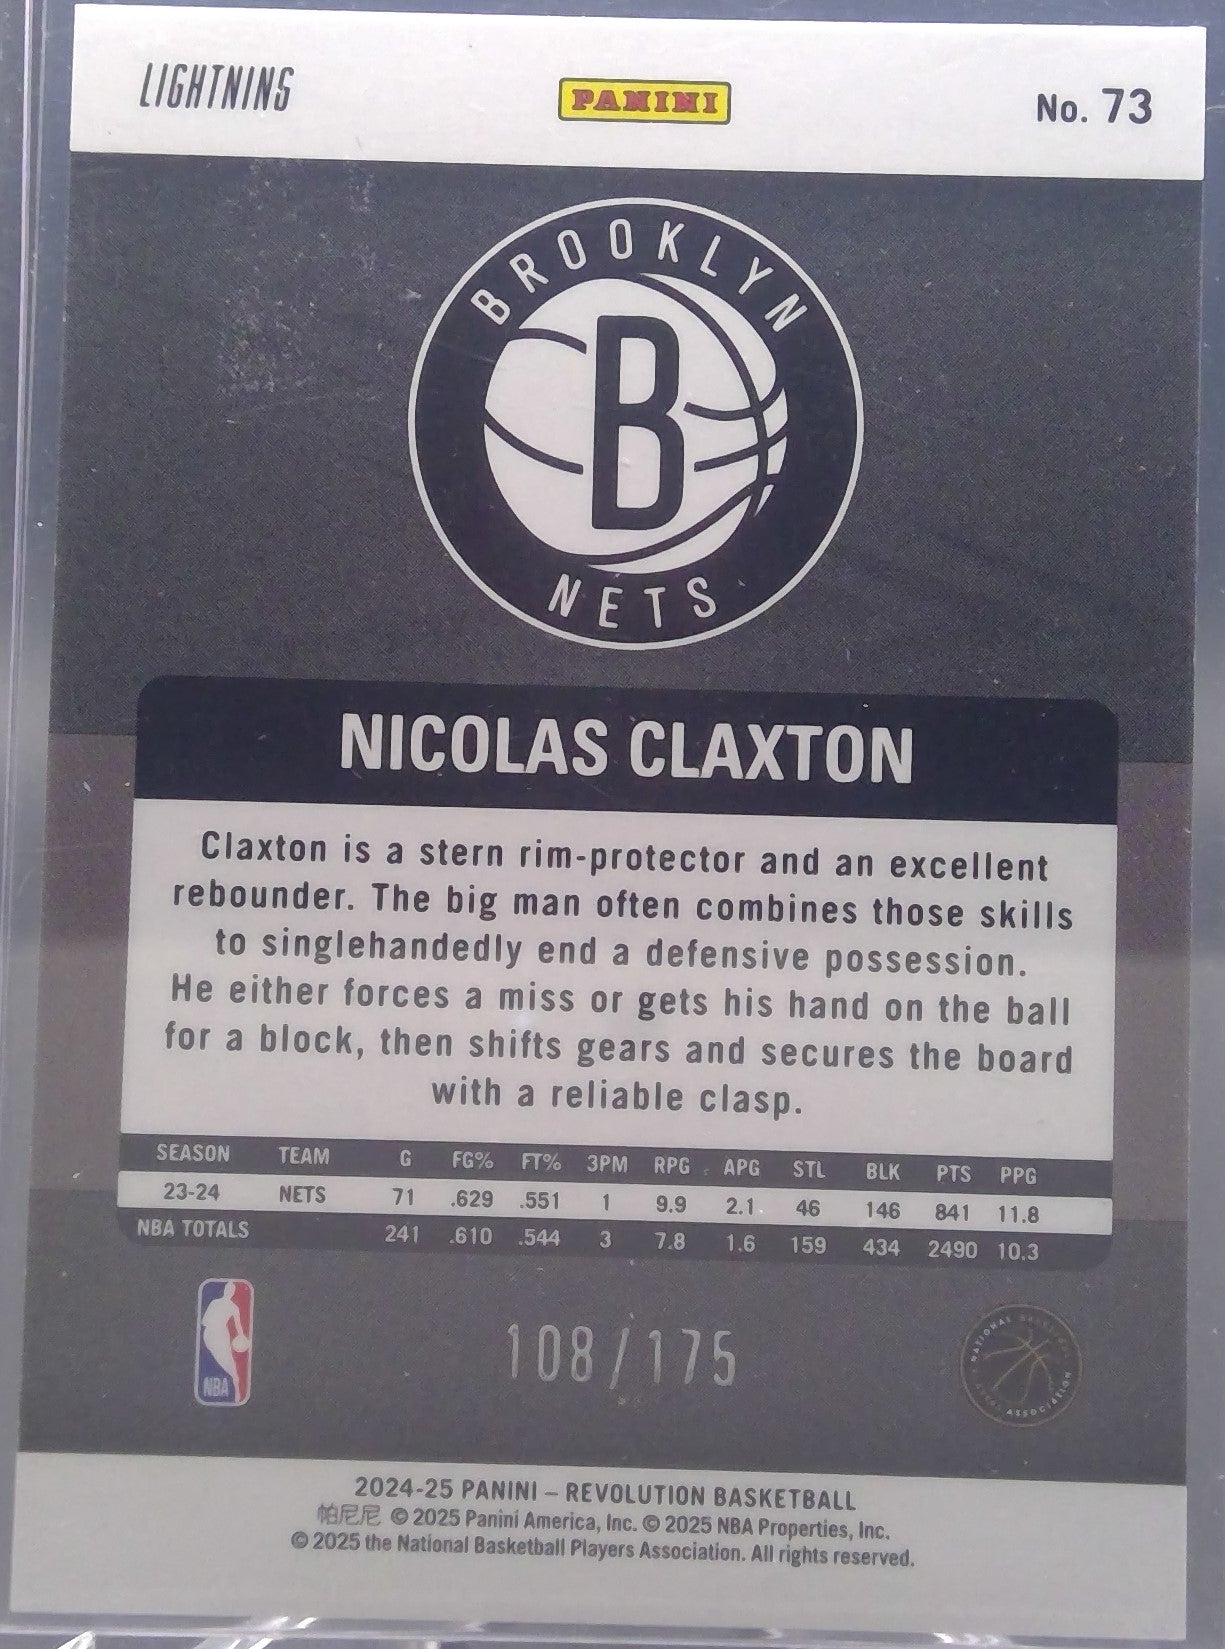 LIGHTNING
PANINI
No. 73
BROOKLYN
B
NETS
NICOLAS CLAXTON
Claxton is a stern rim-protector and an excellent
rebounder. The big man often combines those skills
to singlehandedly end a defensive possession.
He either forces a miss or gets his hand on the ball
for a block, then shifts gears and secures the board
with a reliable clasp.
SEASON TEAM G FG% FT% 3PM RPG APG STL BLK PTS PPG
23-24 NETS 71 .629 .551 1 9.9 2.1 46 146 841 11.8
NBA TOTALS 241 .610 .544 3 7.8 1.6 159 434 2490 10.3
NBA
108/175
NATIONAL ASSOCIATION
2024-25 PANINI – REVOLUTION BASKETBALL
帕尼尼 © 2025 Panini America, Inc. © 2025 NBA Properties, Inc.
© 2025 the National Basketball Players Association. All rights reserved.